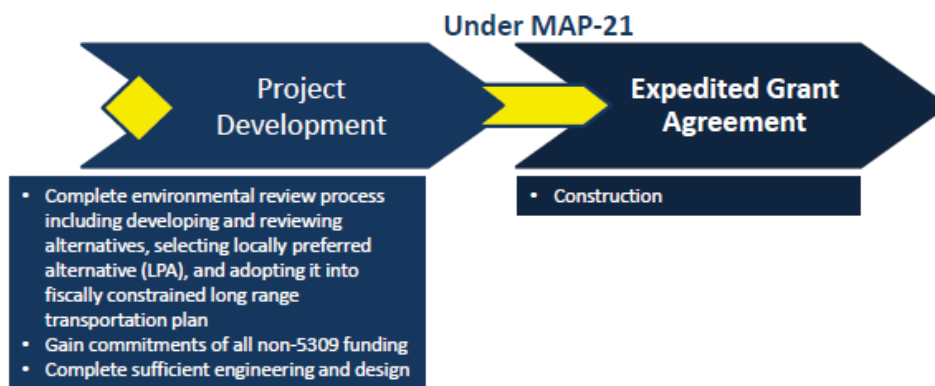 Under MAP-21
Project
Development
Expedited Grant
Agreement
• Complete environmental review process
including developing and reviewing
alternatives, selecting locally preferred
alternative (LPA), and adopting it into
fiscally constrained long range
transportation plan
• Gain commitments of all non-5309 funding
• Complete sufficient engineering and design
• Construction